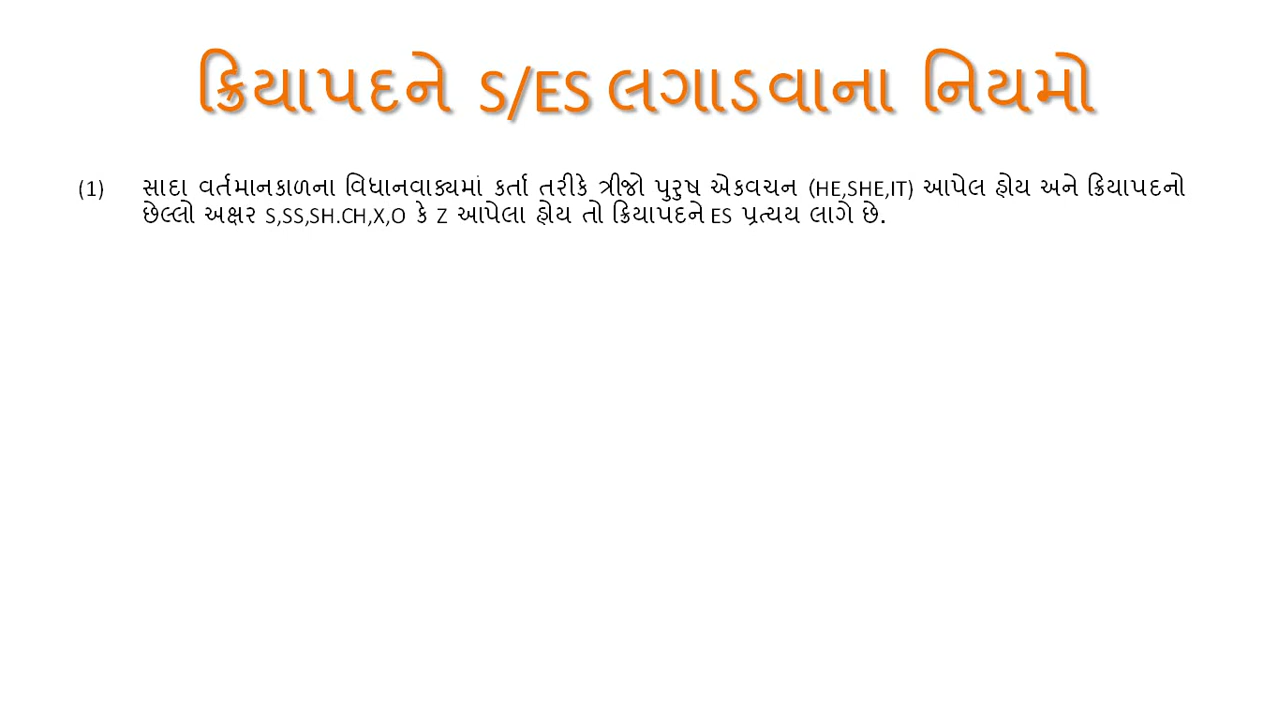 ક્રિયાપદને S/ES લગાડવાના નિયમો
(1) સાદા વર્તમાનકાળના વિધાનવાક્યમાં કર્તા તરીકે ત્રીજો પુરુષ એકવચન (HE,SHE,IT) આપેલ હોય અને ક્રિયાપદનો
છેલ્લો અક્ષર S,SS,SH.CH,X,O કે Z આપેલા હોય તો ક્રિયાપદને ES પ્રત્યય લાગે છે.